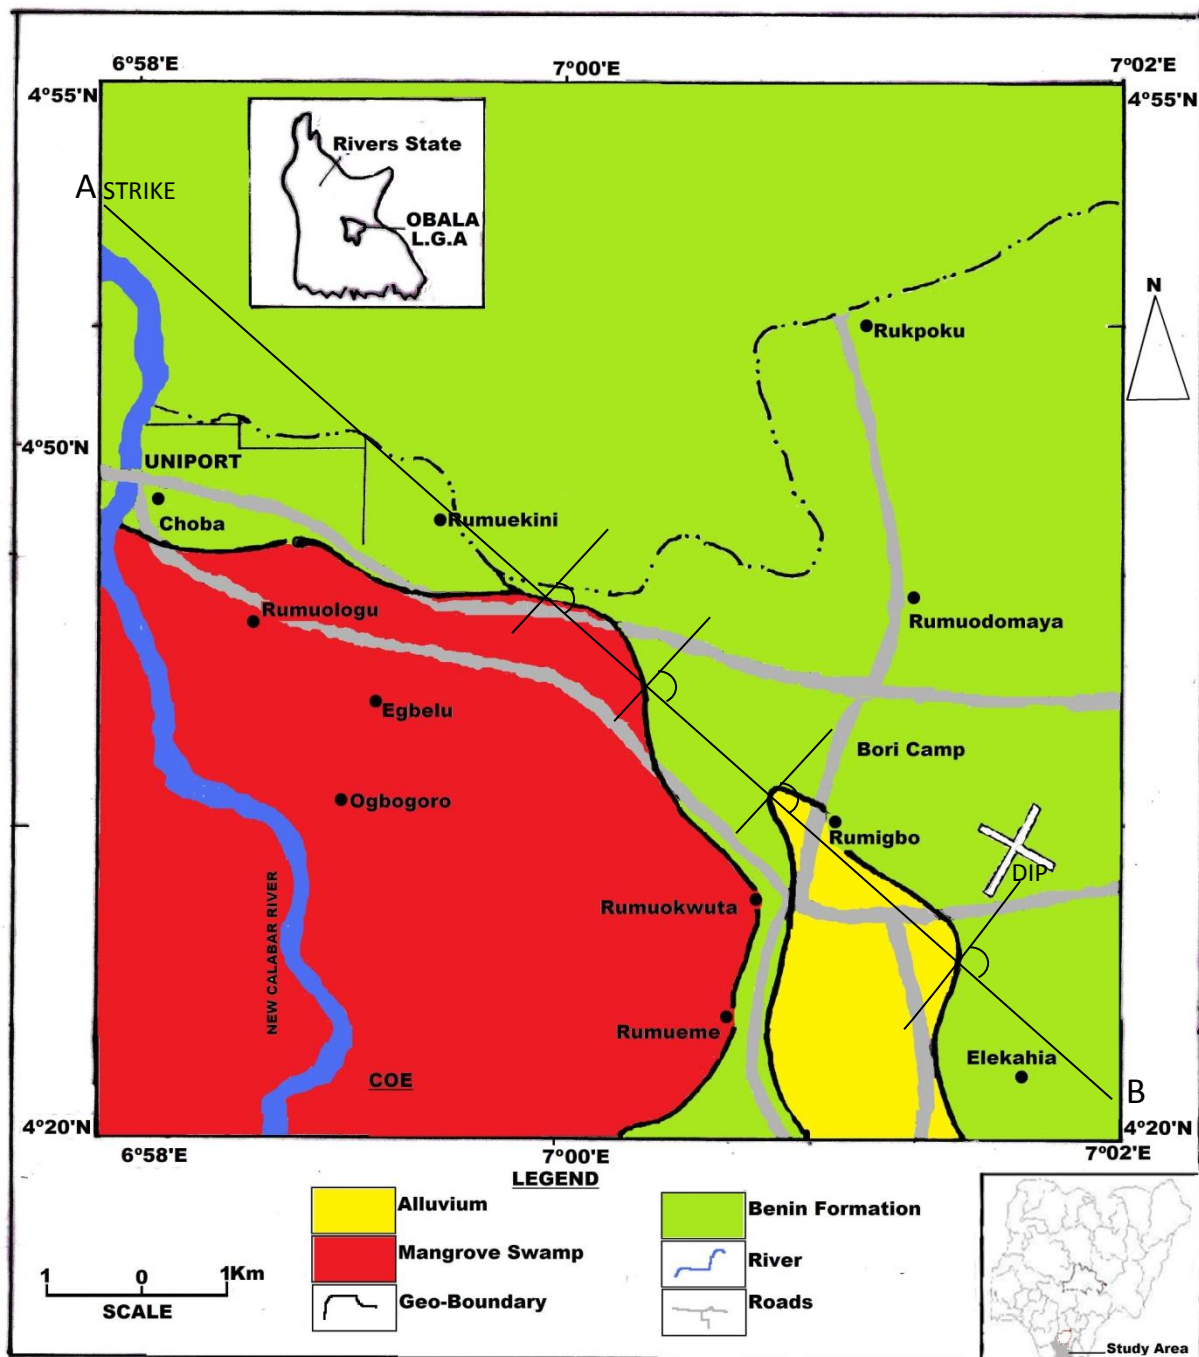 6°58'E
7°00'E
7°02'E
4°55'N
4°55'N
Rivers State
OBALA
L.G.A
A STRIKE
N
Rukpoku
4°50'N
UNIPORT
Choba
Rumuekini
Rumuologu
Rumuodomaya
Egbelu
Bori Camp
Ogbogoro
Rumigbo
DIP
NEW CALABAR RIVER
Rumuokwuta
Rumueme
Elekahia
COE
B
4°20'N
4°20'N
6°58'E
7°00'E
7°02'E
LEGEND
Alluvium
Benin Formation
Mangrove Swamp
River
1 0 1Km
SCALE
Geo-Boundary
Roads
Study Area